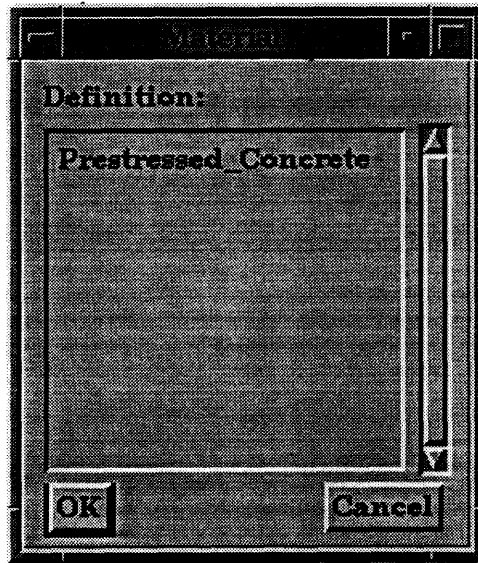 Material
Definition:
Prestressed_Concrete
OK
Cancel